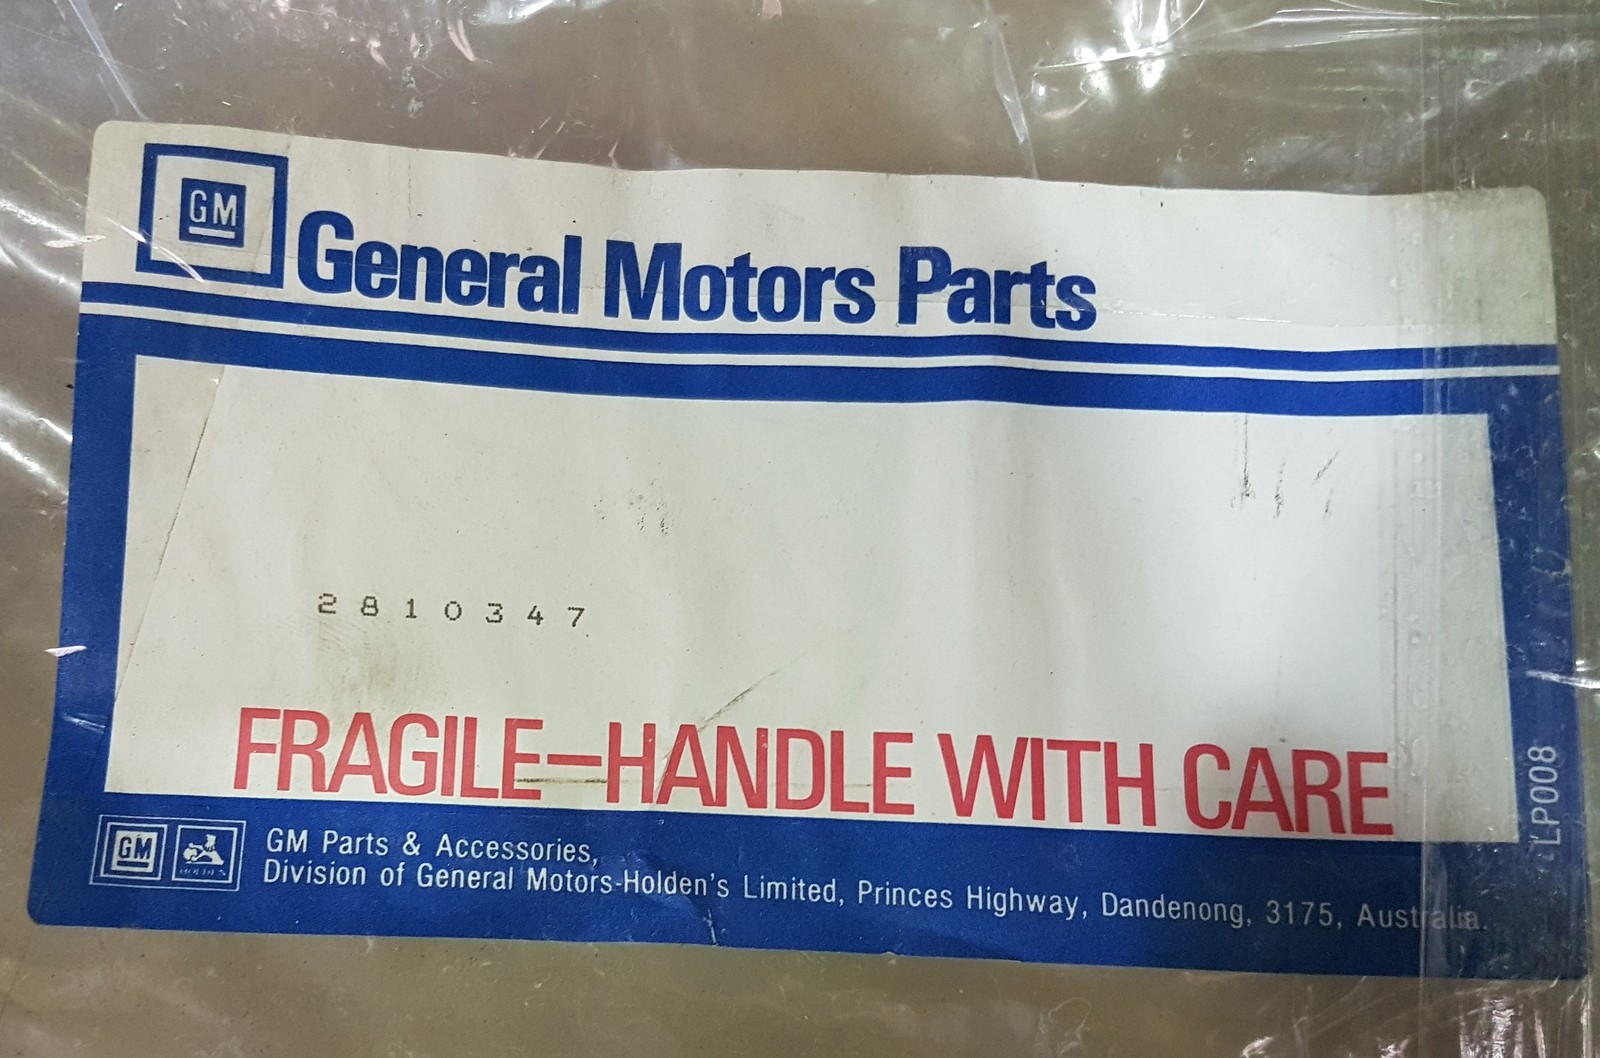 GM
General Motors Parts
2810347
FRAGILE–HANDLE WITH CARE
LP008
GM
HOLDEN
GM Parts & Accessories,
Division of General Motors-Holden's Limited, Princes Highway, Dandenong, 3175, Australia.